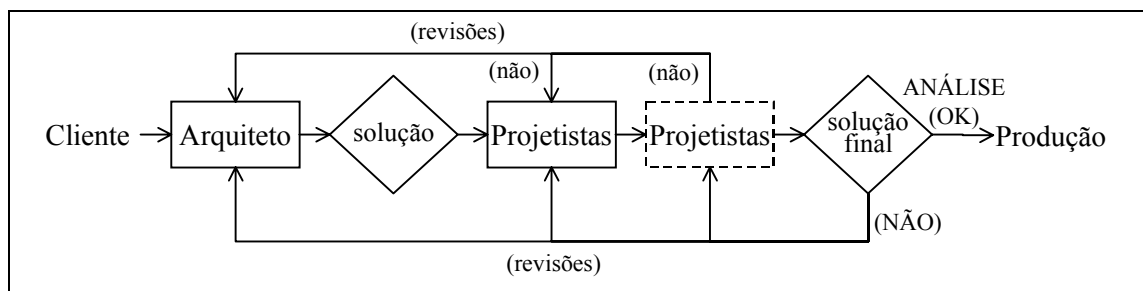 (revisões)
(não)
(não)
Cliente
Arquiteto
solução
Projetistas
Projetistas
solução
final
ANÁLISE
(OK)
Produção
(NÃO)
(revisões)